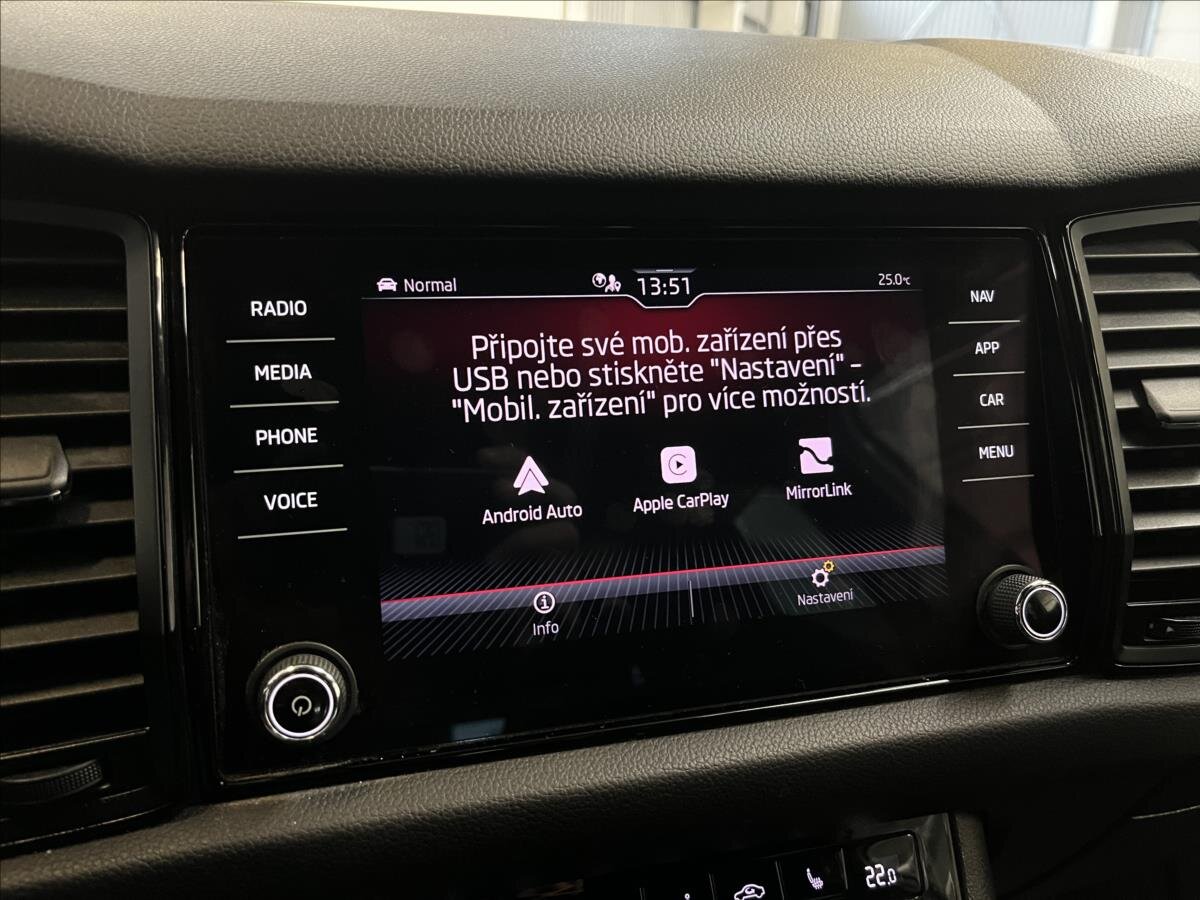 Normal
13:51
25.0°C
RADIO
MEDIA
PHONE
VOICE
Připojte své mob. zařízení přes
USB nebo stiskněte "Nastavení" -
"Mobil. zařízení" pro více možností.
Android Auto
Apple CarPlay
MirrorLink
Info
Nastavení
NAV
APP
CAR
MENU
22.0